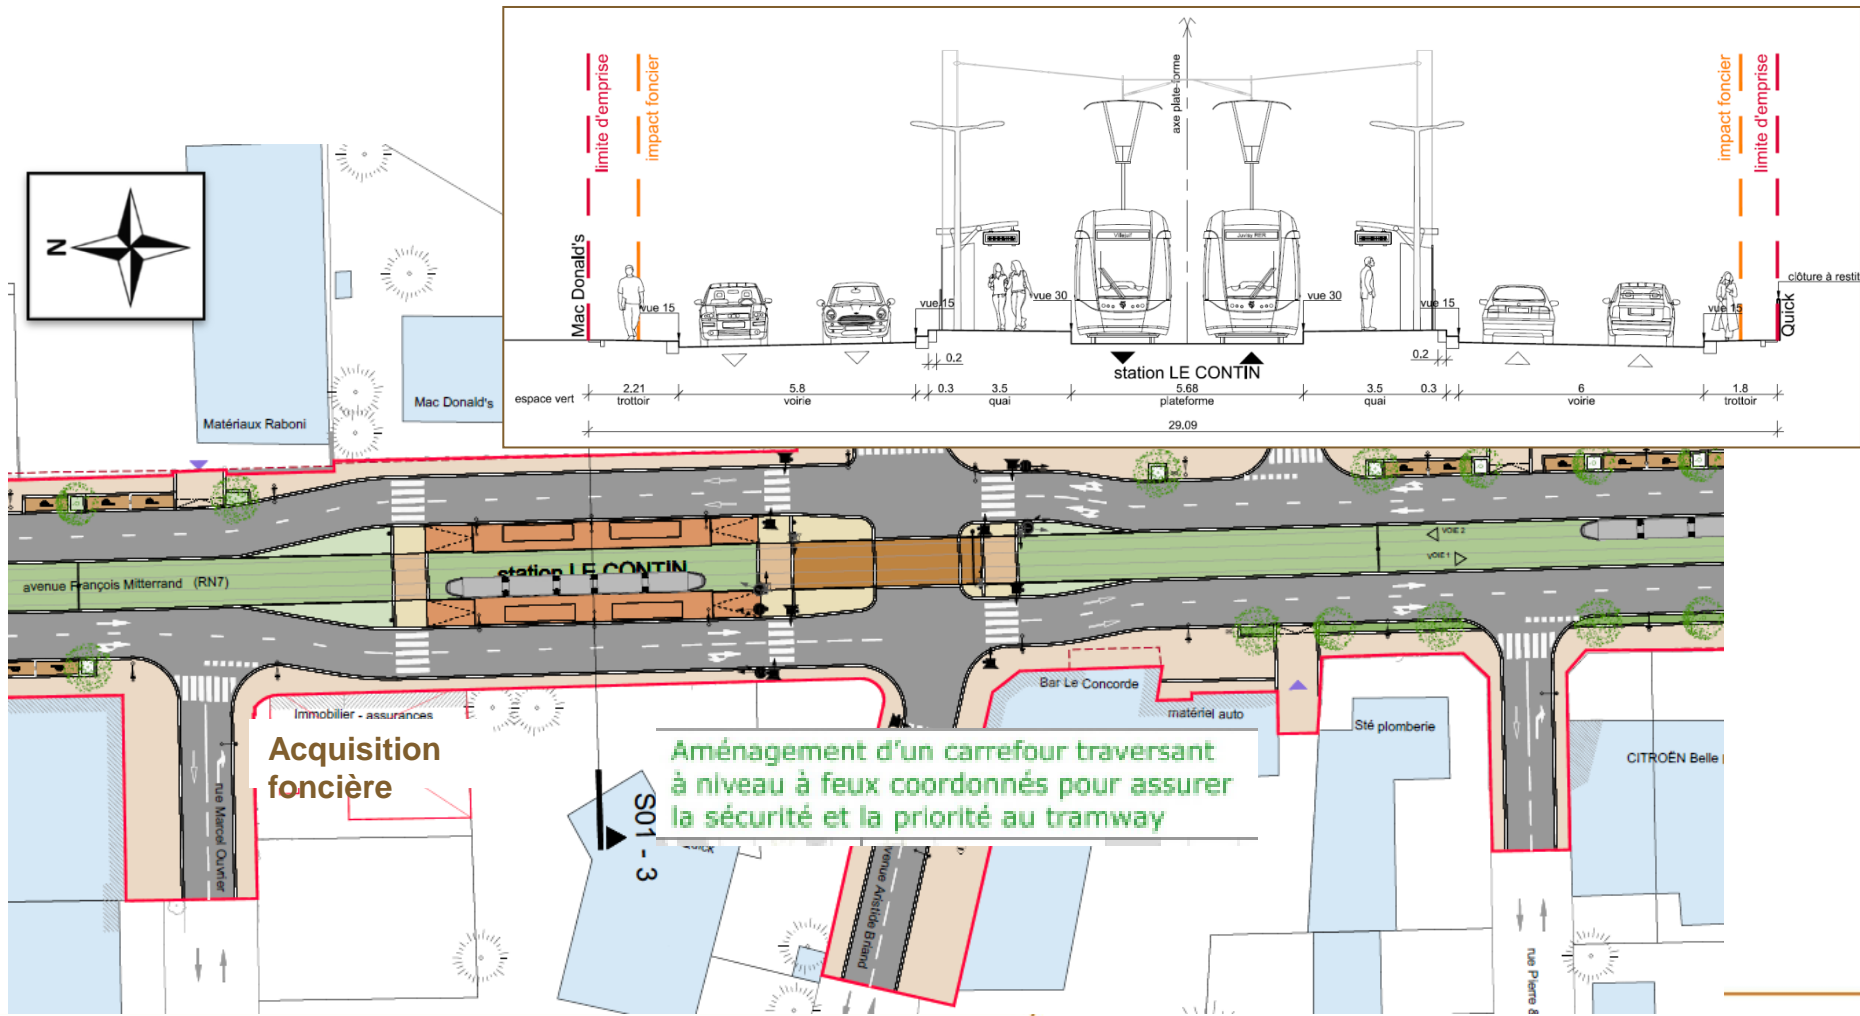 limite d'emprise
impact foncier
axe plate-forme
impact foncier
limite d'emprise
Mac Donald's
Villejuif
Juvisy RER
clôture à restit
Quick
vue 15
vue 15
vue 30
vue 30
vue 15
vue 15
0.2
0.2
station LE CONTIN
espace vert
2.21
5.8
0.3
3.5
5.68
3.5
0.3
6
1.8
trottoir
voirie
quai
plateforme
quai
voirie
trottoir
29.09
N
Matériaux Raboni
Mac Donald's
station LE CONTIN
avenue François Mitterrand (RN7)
VOIE 2
VOIE 1
Bar Le Concorde
matériel auto
Sté plomberie
CITROËN Belle
Immobilier - assurances
Acquisition
foncière
Aménagement d'un carrefour traversant
à niveau à feux coordonnés pour assurer
la sécurité et la priorité au tramway
S01 - 3
rue Marcel Ouvrier
venue Aristide Briand
rue Pierre &